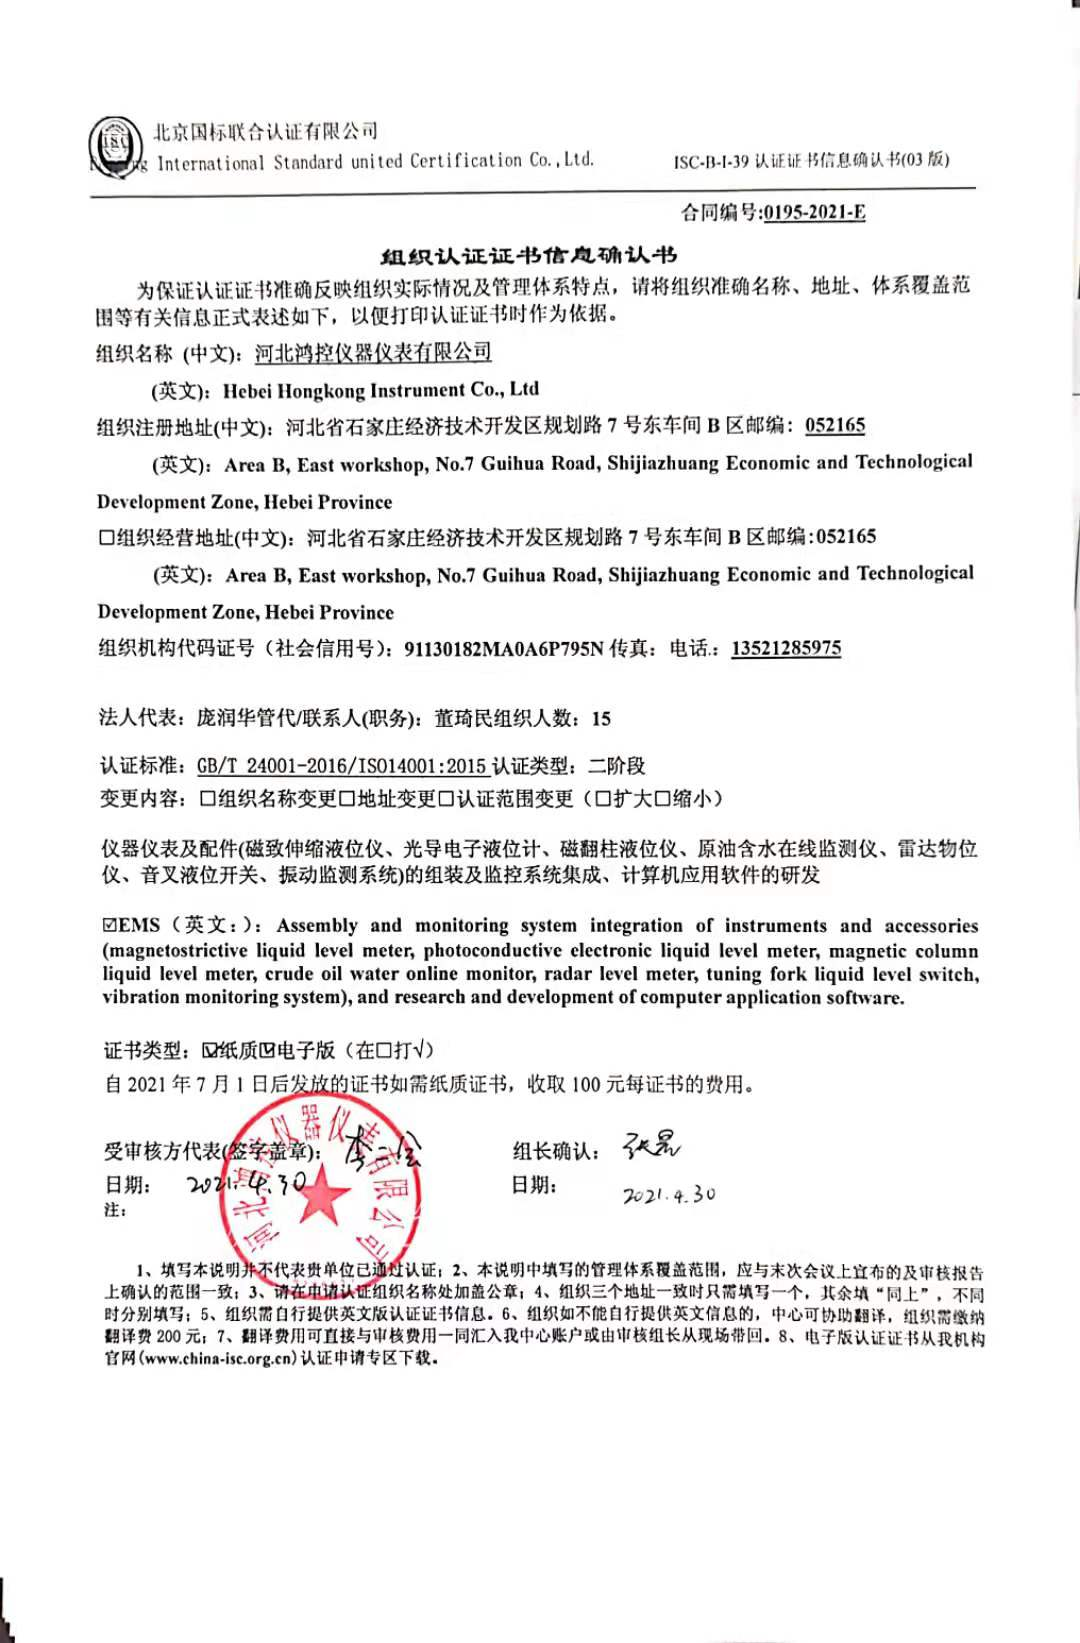 北京国标联合认证有限公司
International Standard united Certification Co.,Ltd.
ISC-B-I-39 认证证书信息确认书(03 版)
合同编号:0195-2021-E
组织认证证书信息确认书
为保证认证证书准确反映组织实际情况及管理体系特点，请将组织准确名称、地址、体系覆盖范
围等有关信息正式表述如下，以便打印认证证书时作为依据。
组织名称 (中文)：河北鸿控仪器仪表有限公司
(英文)：Hebei Hongkong Instrument Co., Ltd
组织注册地址(中文)：河北省石家庄经济技术开发区规划路 7 号东车间 B 区邮编：052165
(英文)：Area B, East workshop, No.7 Guihua Road, Shijiazhuang Economic and Technological
Development Zone, Hebei Province
☐组织经营地址(中文)：河北省石家庄经济技术开发区规划路 7 号东车间 B 区邮编:052165
(英文)：Area B, East workshop, No.7 Guihua Road, Shijiazhuang Economic and Technological
Development Zone, Hebei Province
组织机构代码证号（社会信用号）：91130182MA0A6P795N 传真：电话.：13521285975
法人代表：庞润华管代/联系人(职务)：董琦民组织人数：15
认证标准：GB/T 24001-2016/ISO14001:2015 认证类型：二阶段
变更内容：☐组织名称变更☐地址变更☐认证范围变更（☐扩大☐缩小）
仪器仪表及配件(磁致伸缩液位仪、光导电子液位计、磁翻柱液位仪、原油含水在线监测仪、雷达物位
仪、音叉液位开关、振动监测系统)的组装及监控系统集成、计算机应用软件的研发
☑EMS（英文：）：Assembly and monitoring system integration of instruments and accessories
(magnetostrictive liquid level meter, photoconductive electronic liquid level meter, magnetic column
liquid level meter, crude oil water online monitor, radar level meter, tuning fork liquid level switch,
vibration monitoring system), and research and development of computer application software.
证书类型：☑纸质☑电子版（在☐打√）
自 2021 年 7 月 1 日后发放的证书如需纸质证书，收取 100 元每证书的费用。
受审核方代表(签字盖章)：
组长确认：
日期：2021.4.30
日期：2021.4.30
注：
河北鸿控仪器仪表有限公司
1、填写本说明并不代表贵单位已通过认证；2、本说明中填写的管理体系覆盖范围，应与末次会议上宣布的及审核报告
上确认的范围一致；3、请在申请认证组织名称处加盖公章；4、组织三个地址一致时只需填写一个，其余填“同上”，不同
时分别填写；5、组织需自行提供英文版认证证书信息。6、组织如不能自行提供英文信息的，中心可协助翻译，组织需缴纳
翻译费 200 元；7、翻译费用可直接与审核费用一同汇入我中心账户或由审核组长从现场带回。8、电子版认证证书从我机构
官网(www.china-isc.org.cn)认证申请专区下载。